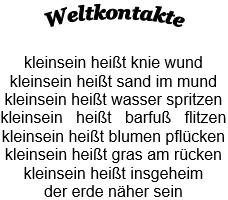 Weltkontakte
kleinsein heißt knie wund
kleinsein heißt sand im mund
kleinsein heißt wasser spritzen
kleinsein heißt barfuß flitzen
kleinsein heißt blumen pflücken
kleinsein heißt gras am rücken
kleinsein heißt insgeheim
der erde näher sein